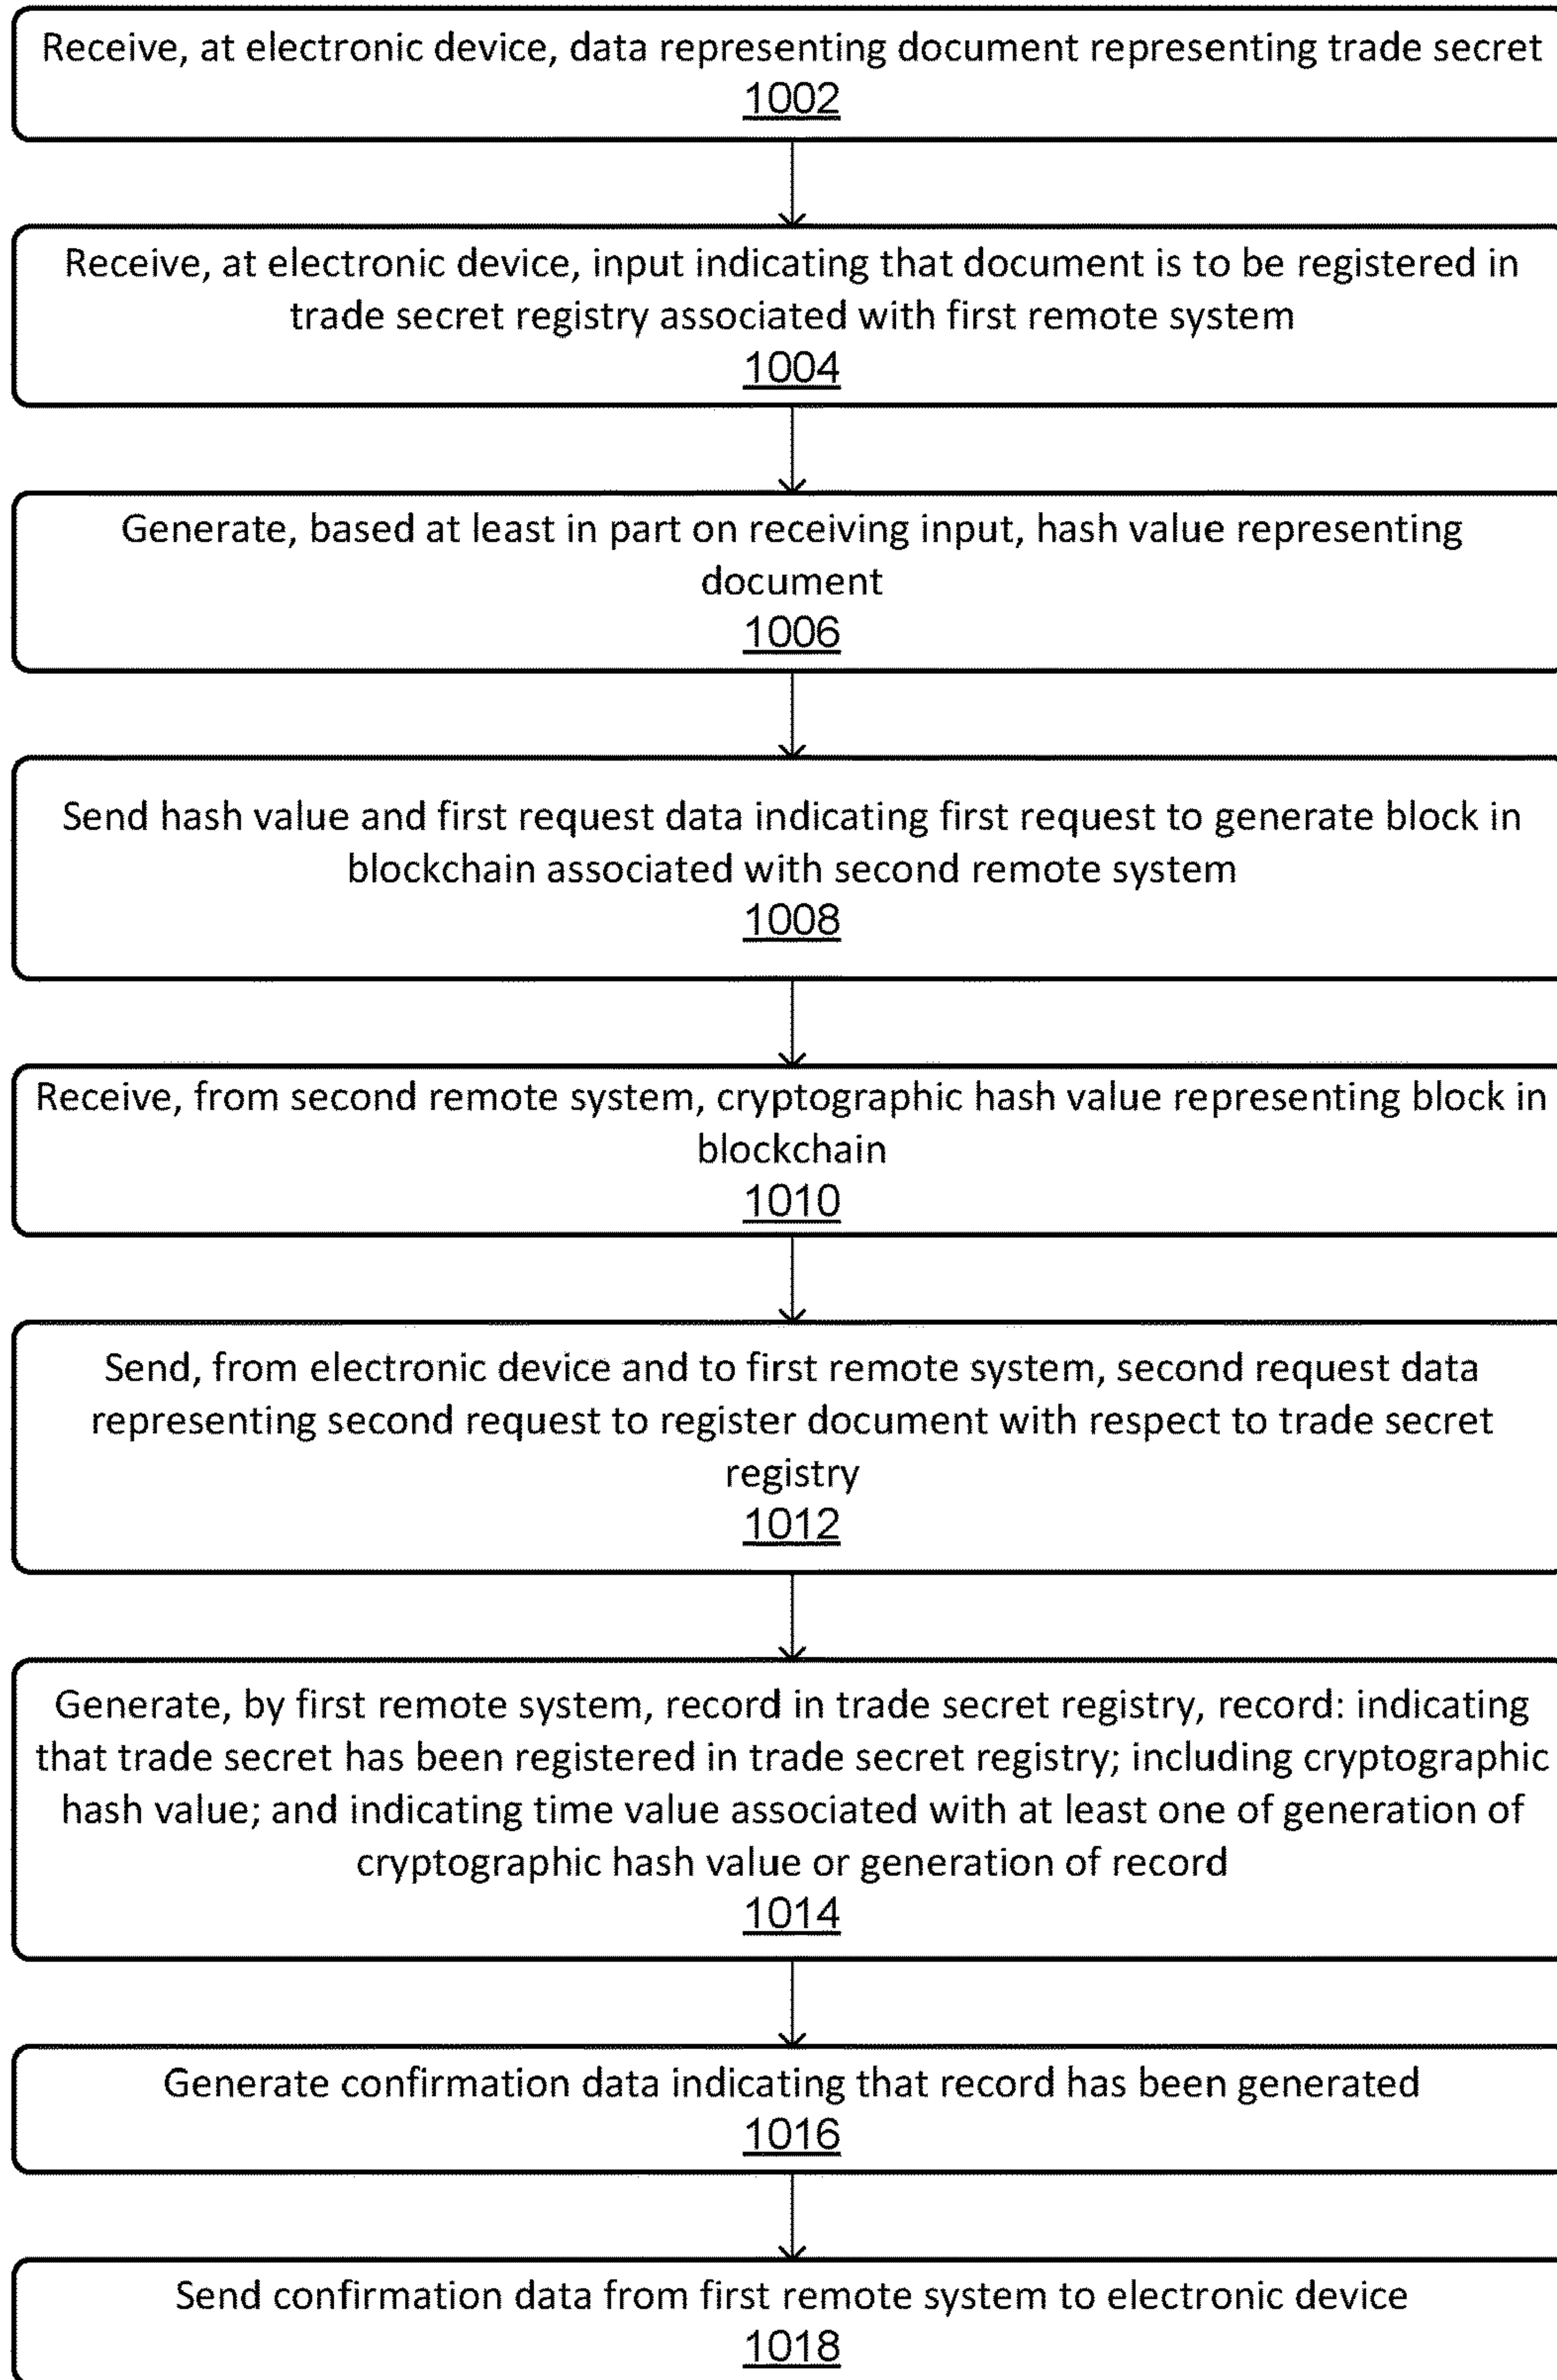 Receive, at electronic device, data representing document representing trade secret
1002
Receive, at electronic device, input indicating that document is to be registered in
trade secret registry associated with first remote system
1004
Generate, based at least in part on receiving input, hash value representing
document
1006
Send hash value and first request data indicating first request to generate block in
blockchain associated with second remote system
1008
Receive, from second remote system, cryptographic hash value representing block in
blockchain
1010
Send, from electronic device and to first remote system, second request data
representing second request to register document with respect to trade secret
registry
1012
Generate, by first remote system, record in trade secret registry, record: indicating
that trade secret has been registered in trade secret registry; including cryptographic
hash value; and indicating time value associated with at least one of generation of
cryptographic hash value or generation of record
1014
Generate confirmation data indicating that record has been generated
1016
Send confirmation data from first remote system to electronic device
1018